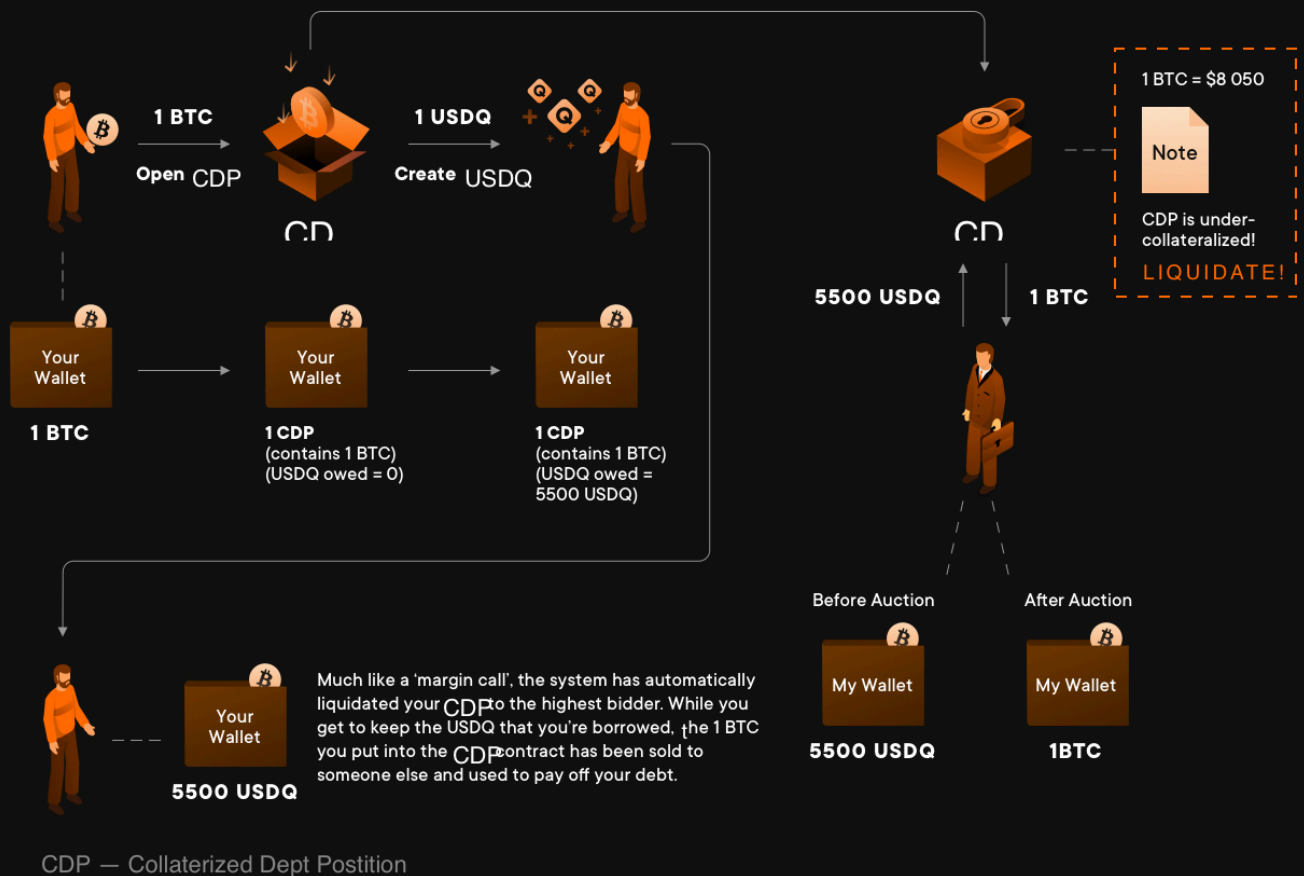 1 BTC
Open CDP
CD
1 USDQ
Create USDQ
Q
Q
Q
Your
Wallet
1 BTC
Your
Wallet
1 CDP
(contains 1 BTC)
(USDQ owed = 0)
Your
Wallet
1 CDP
(contains 1 BTC)
(USDQ owed =
5500 USDQ)
CD
1 BTC = $8 050
Note
CDP is under-
collateralized!
LIQUIDATE!
5500 USDQ
1 BTC
Before Auction
My Wallet
5500 USDQ
After Auction
My Wallet
1BTC
Your
Wallet
5500 USDQ
Much like a ‘margin call’, the system has automatically
liquidated your CDP to the highest bidder. While you
get to keep the USDQ that you’re borrowed, the 1 BTC
you put into the CDP contract has been sold to
someone else and used to pay off your debt.
CDP — Collaterized Dept Postition